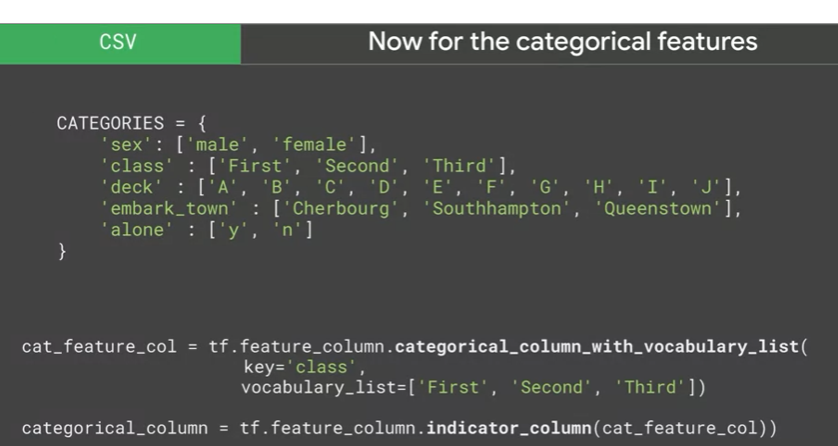 CSV
Now for the categorical features
CATEGORIES = {
'sex': ['male', 'female'],
'class' : ['First', 'Second', 'Third'],
'deck' : ['A', 'B', 'C', 'D', 'E', 'F', 'G', 'H', 'I', 'J'],
'embark_town' : ['Cherbourg', 'Southhampton', 'Queenstown'],
'alone' : ['y', 'n']
}
cat_feature_col = tf.feature_column.categorical_column_with_vocabulary_list(
key='class',
vocabulary_list=['First', 'Second', 'Third'])
categorical_column = tf.feature_column.indicator_column(cat_feature_col))